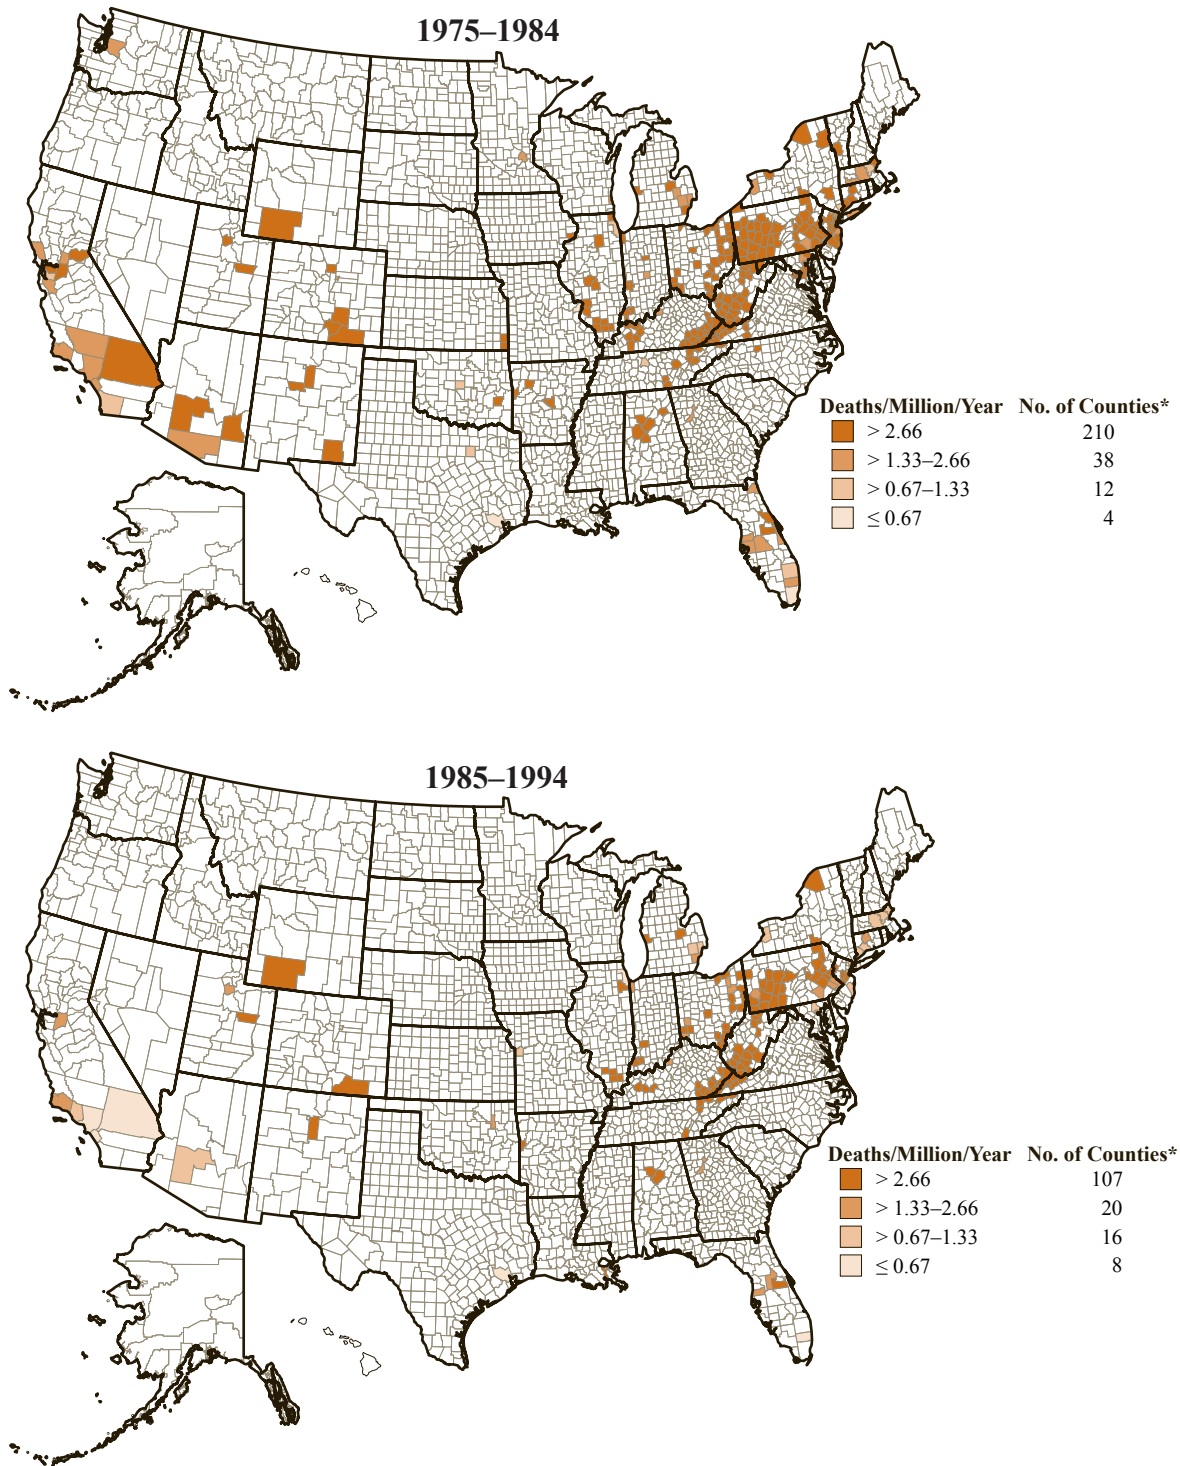 1975–1984
Deaths/Million/Year No. of Counties*
> 2.66 210
> 1.33–2.66 38
> 0.67–1.33 12
≤ 0.67 4
1985–1994
Deaths/Million/Year No. of Counties*
> 2.66 107
> 1.33–2.66 20
> 0.67–1.33 16
≤ 0.67 8